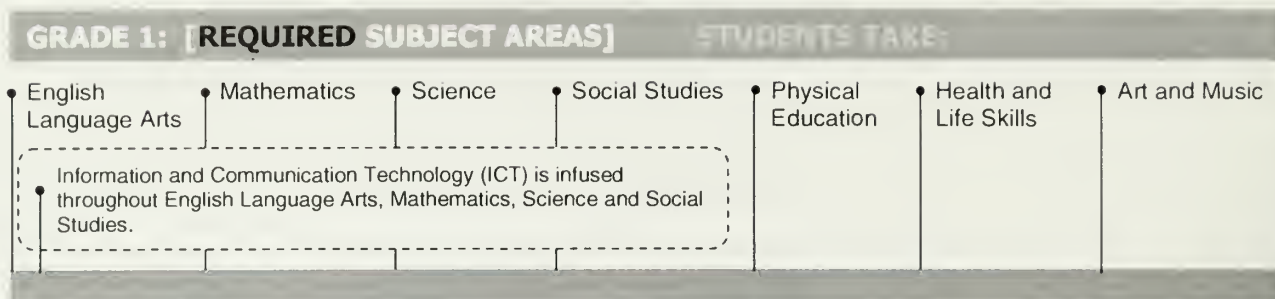 GRADE 1: [REQUIRED SUBJECT AREAS] STUDENTS TAKE:
English
Language Arts
Mathematics
Science
Social Studies
Physical
Education
Health and
Life Skills
Art and Music
Information and Communication Technology (ICT) is infused
throughout English Language Arts, Mathematics, Science and Social
Studies.